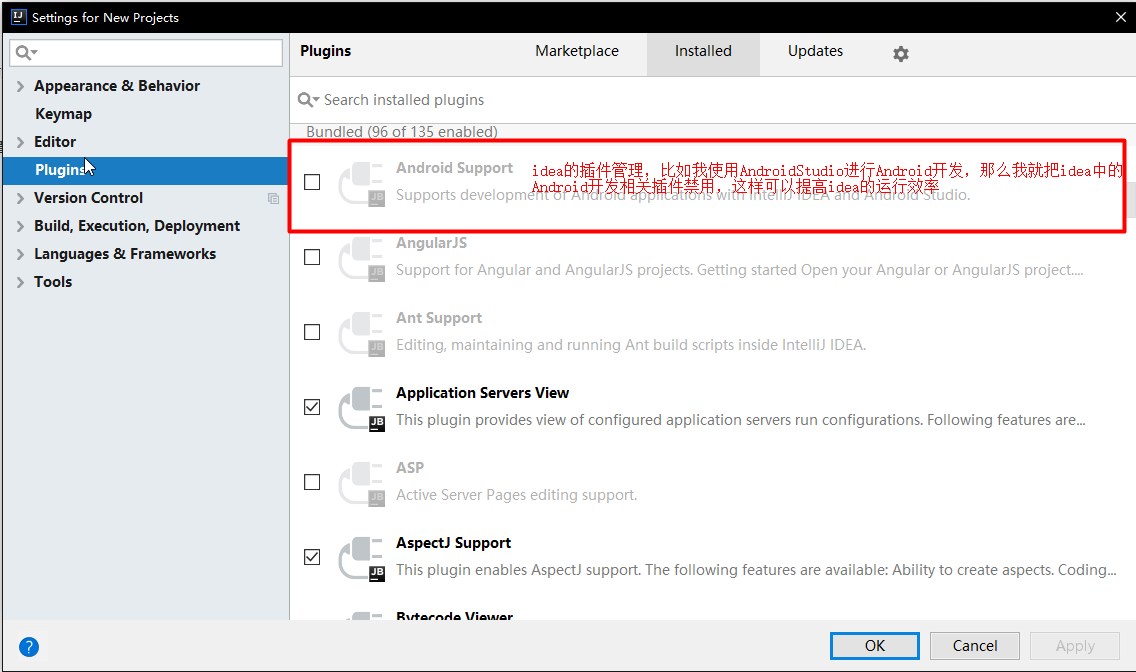 Settings for New Projects
Appearance & Behavior
Keymap
Editor
Plugins
Version Control
Build, Execution, Deployment
Languages & Frameworks
Tools
Plugins
Marketplace
Installed
Updates
Search installed plugins
Bundled (96 of 135 enabled)
Android Support
idea的插件管理，比如我使用AndroidStudio进行Android开发，那么我就把idea中的
Android开发相关插件禁用，这样可以提高idea的运行效率
Supports development of Android applications with IntelliJ IDEA and Android Studio.
AngularJS
Support for Angular and AngularJS projects. Getting started Open your Angular or AngularJS project....
Ant Support
Editing, maintaining and running Ant build scripts inside IntelliJ IDEA.
Application Servers View
This plugin provides view of configured application servers run configurations. Following features are...
ASP
Active Server Pages editing support.
AspectJ Support
This plugin enables AspectJ support. The following features are available: Ability to create aspects. Coding...
Bytecode Viewer
OK
Cancel
Apply